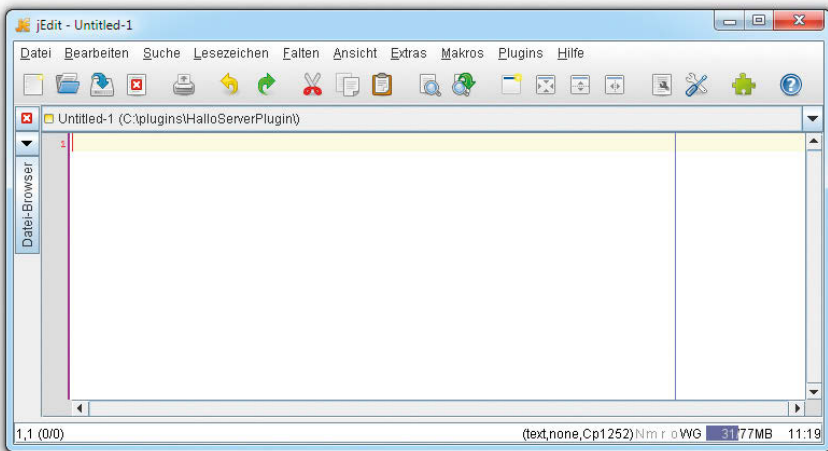 jEdit - Untitled-1
Datei Bearbeiten Suche Lesezeichen Falten Ansicht Extras Makros Plugins Hilfe
Untitled-1 (C:\plugins\HalloServerPlugin\)
1
Datei-Browser
1,1 (0/0) (text,none,Cp1252) N m r o WG 31/77MB 11:19